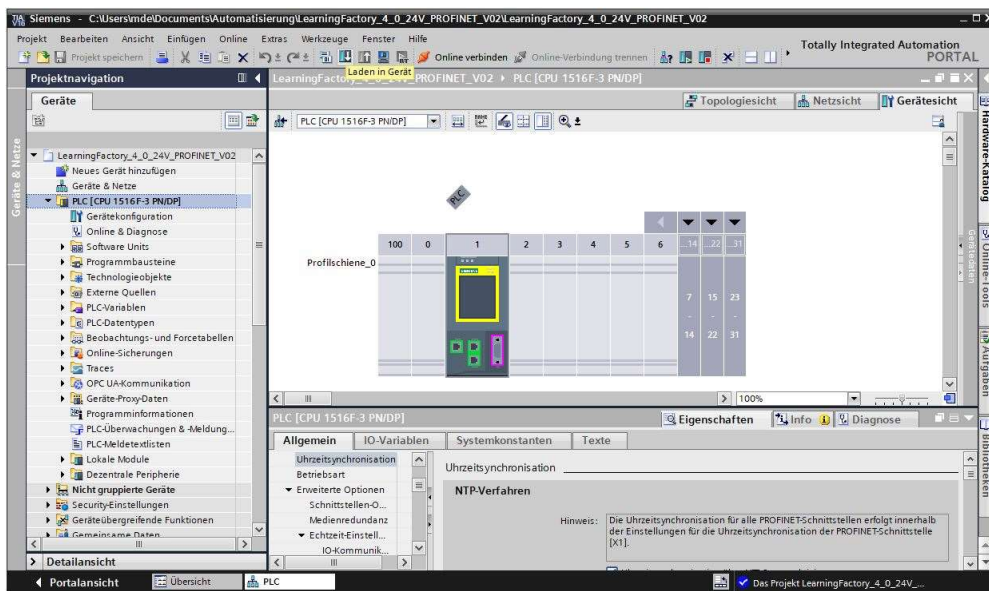 Siemens - C:\Users\mde\Documents\Automatisierung\LearningFactory_4_0_24V_PROFINET_V02\LearningFactory_4_0_24V_PROFINET_V02
Projekt Bearbeiten Ansicht Einfügen Online Extras Werkzeuge Fenster Hilfe
Totally Integrated Automation
PORTAL
Projekt speichern Online verbinden Online-Verbindung trennen
Laden in Gerät
Projektnavigation
LearningFactory_4_0_24V_PROFINET_V02 PLC [CPU 1516F-3 PN/DP]
Geräte
Topologiesicht Netzsicht Gerätesicht
PLC [CPU 1516F-3 PN/DP]
LearningFactory_4_0_24V_PROFINET_V02
Neues Gerät hinzufügen
Geräte & Netze
PLC [CPU 1516F-3 PN/DP]
Gerätekonfiguration
Online & Diagnose
Software Units
Programmbausteine
Technologieobjekte
Externe Quellen
PLC-Variablen
PLC-Datentypen
Beobachtungs- und Forcetabellen
Online-Sicherungen
Traces
OPC UA-Kommunikation
Geräte-Proxy-Daten
Programminformationen
PLC-Überwachungen & -Meldung...
PLC-Meldetextlisten
Lokale Module
Dezentrale Peripherie
Nicht gruppierte Geräte
Security-Einstellungen
Geräteübergreifende Funktionen
Gemeinsame Daten
Detailansicht
Geräte & Netze
PLC
100 0 1 2 3 4 5 6 ...14 ...22 ...31
Profilschiene_0
7 15 23
- - -
14 22 31
100%
Gerätedaten
Hardware-Katalog
Online-Tools
Aufgaben
Bibliotheken
PLC [CPU 1516F-3 PN/DP]
Eigenschaften Info Diagnose
Allgemein IO-Variablen Systemkonstanten Texte
Uhrzeitsynchronisation
Betriebsart
Erweiterte Optionen
Schnittstellen-O...
Medienredundanz
Echtzeit-Einstell...
IO-Kommunik...
Uhrzeitsynchronisation
NTP-Verfahren
Hinweis: Die Uhrzeitsynchronisation für alle PROFINET-Schnittstellen erfolgt innerhalb
der Einstellungen für die Uhrzeitsynchronisation der PROFINET-Schnittstelle
[X1].
Portalansicht Übersicht PLC
Das Projekt LearningFactory_4_0_24V_...